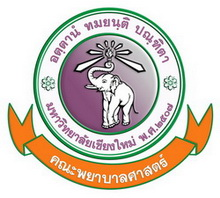 อตฺตานํ ทมยนฺติ ปณฺฑิตา
มหาวิทยาลัยเชียงใหม่ พ.ศ.๒๕๐๗
คณะพยาบาลศาสตร์